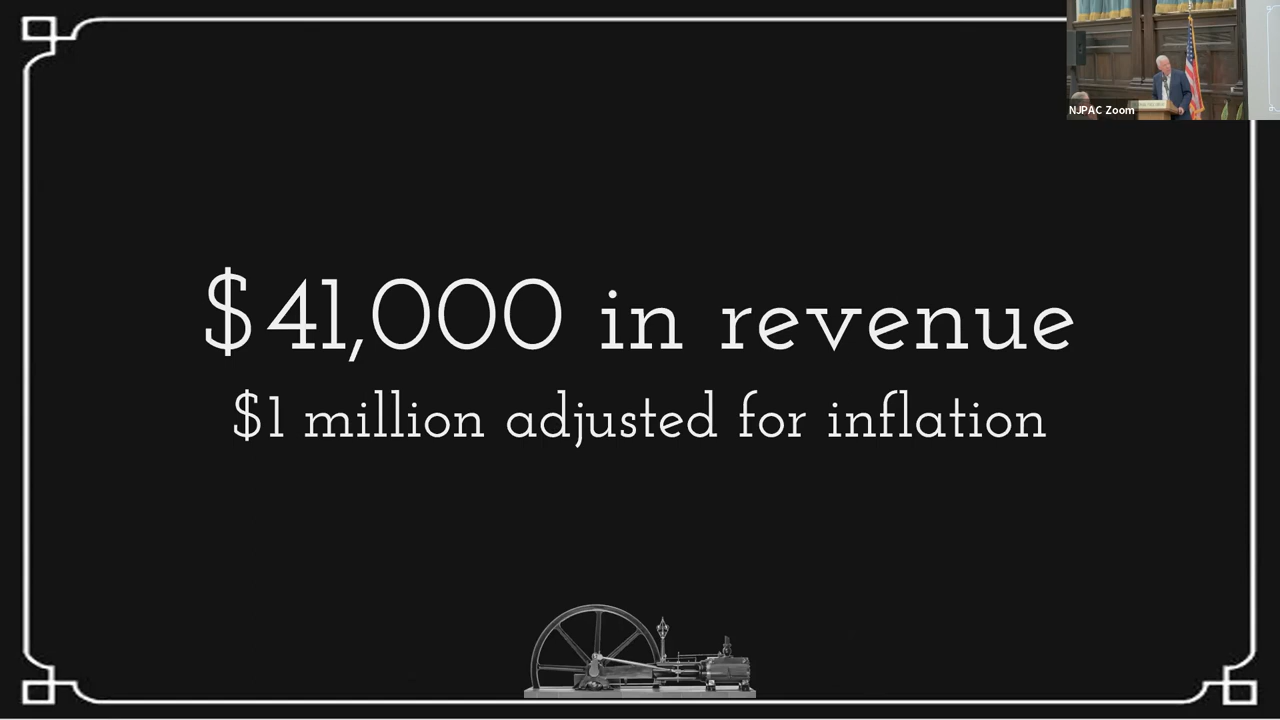 NJPAC Zoom
$41,000 in revenue
$1 million adjusted for inflation